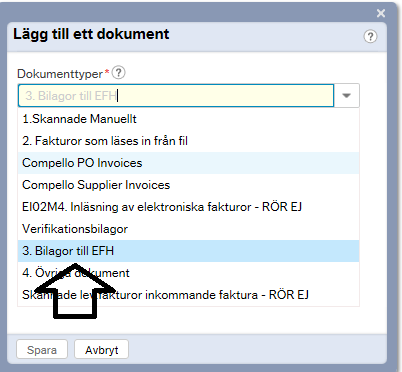 Lägg till ett dokument
Dokumenttyper*
3. Bilagor till EFH
1.Skannade Manuellt
2. Fakturor som läses in från fil
Compello PO Invoices
Compello Supplier Invoices
EI02M4. Inläsning av elektroniska fakturor - RÖR EJ
Verifikationsbilagor
3. Bilagor till EFH
4. Övriga dokument
Skannade levfakturor inkommande faktura - RÖR EJ
Spara Avbryt